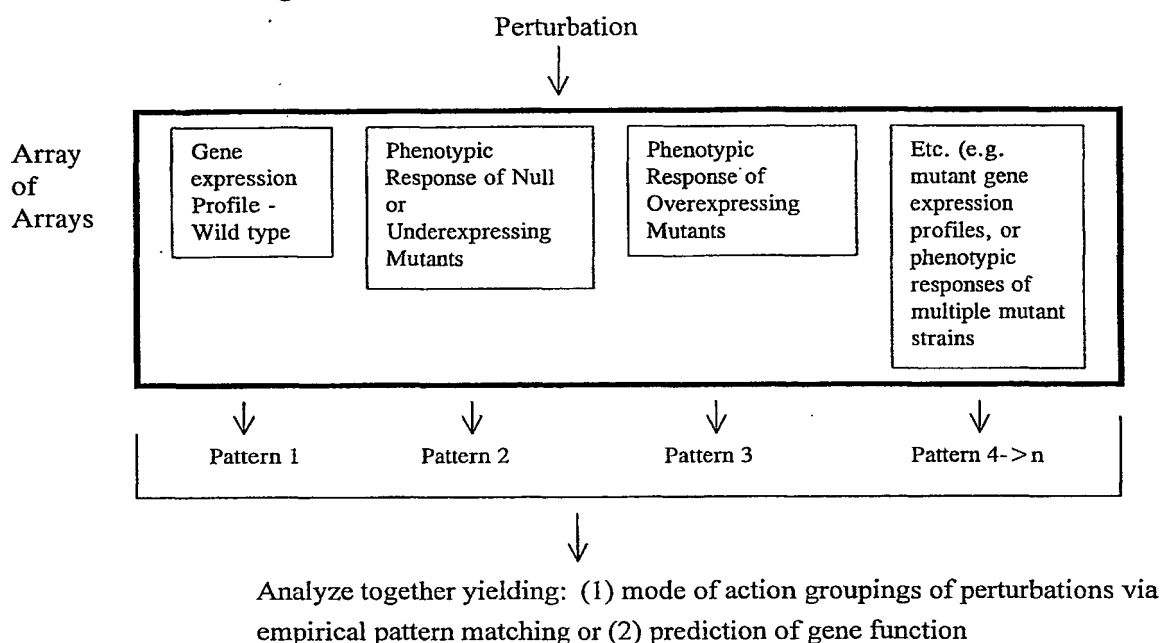 Perturbation
Array
of
Arrays
Gene
expression
Profile -
Wild type
Phenotypic
Response of Null
or
Underexpressing
Mutants
Phenotypic
Response of
Overexpressing
Mutants
Etc. (e.g.
mutant gene
expression
profiles, or
phenotypic
responses of
multiple mutant
strains
Pattern 1
Pattern 2
Pattern 3
Pattern 4->n
Analyze together yielding: (1) mode of action groupings of perturbations via
empirical pattern matching or (2) prediction of gene function